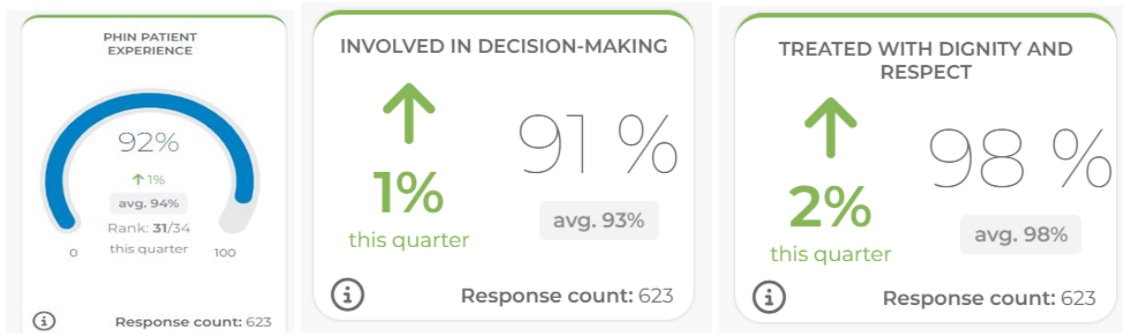 PHIN PATIENT
EXPERIENCE
92%
↑ 1%
avg. 94%
Rank: 31/34
this quarter
0
100
Response count: 623
INVOLVED IN DECISION-MAKING
1%
this quarter
91 %
avg. 93%
Response count: 623
TREATED WITH DIGNITY AND
RESPECT
2%
this quarter
98 %
avg. 98%
Response count: 623